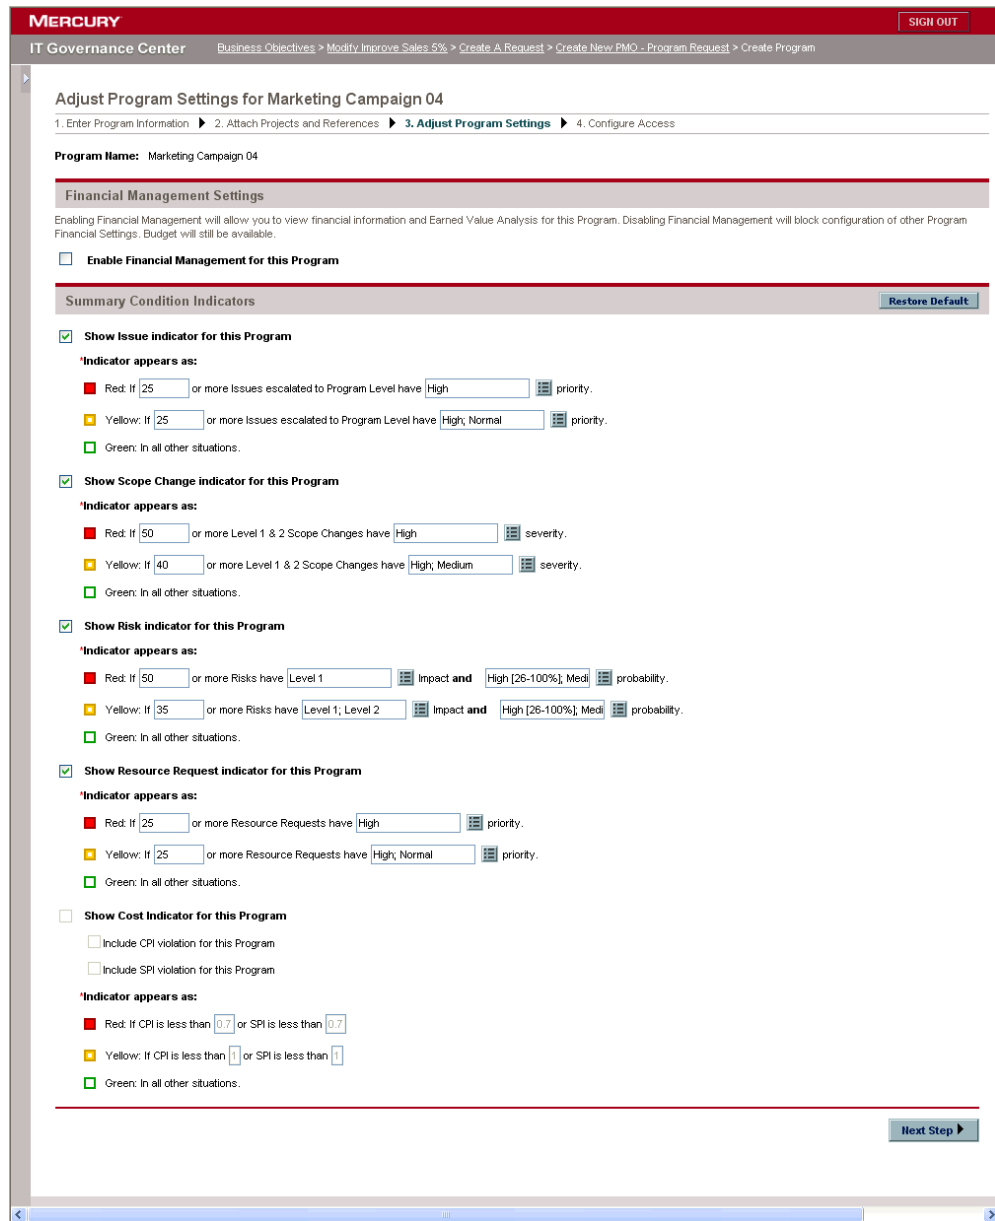 MERCURY
SIGN OUT
IT Governance Center Business Objectives > Modify Improve Sales 5% > Create A Request > Create New PMO - Program Request > Create Program
Adjust Program Settings for Marketing Campaign 04
1. Enter Program Information 2. Attach Projects and References 3. Adjust Program Settings 4. Configure Access
Program Name: Marketing Campaign 04
Financial Management Settings
Enabling Financial Management will allow you to view financial information and Earned Value Analysis for this Program. Disabling Financial Management will block configuration of other Program
Financial Settings. Budget will still be available.
Enable Financial Management for this Program
Summary Condition Indicators Restore Default
Show Issue indicator for this Program
*Indicator appears as:
Red: If 25 or more Issues escalated to Program Level have High priority.
Yellow: If 25 or more Issues escalated to Program Level have High; Normal priority.
Green: In all other situations.
Show Scope Change indicator for this Program
*Indicator appears as:
Red: If 50 or more Level 1 & 2 Scope Changes have High severity.
Yellow: If 40 or more Level 1 & 2 Scope Changes have High; Medium severity.
Green: In all other situations.
Show Risk indicator for this Program
*Indicator appears as:
Red: If 50 or more Risks have Level 1 Impact and High [26-100%]; Medi probability.
Yellow: If 35 or more Risks have Level 1; Level 2 Impact and High [26-100%]; Medi probability.
Green: In all other situations.
Show Resource Request indicator for this Program
*Indicator appears as:
Red: If 25 or more Resource Requests have High priority.
Yellow: If 25 or more Resource Requests have High; Normal priority.
Green: In all other situations.
Show Cost Indicator for this Program
Include CPI violation for this Program
Include SPI violation for this Program
*Indicator appears as:
Red: If CPI is less than 0.7 or SPI is less than 0.7
Yellow: If CPI is less than 1 or SPI is less than 1
Green: In all other situations.
Next Step